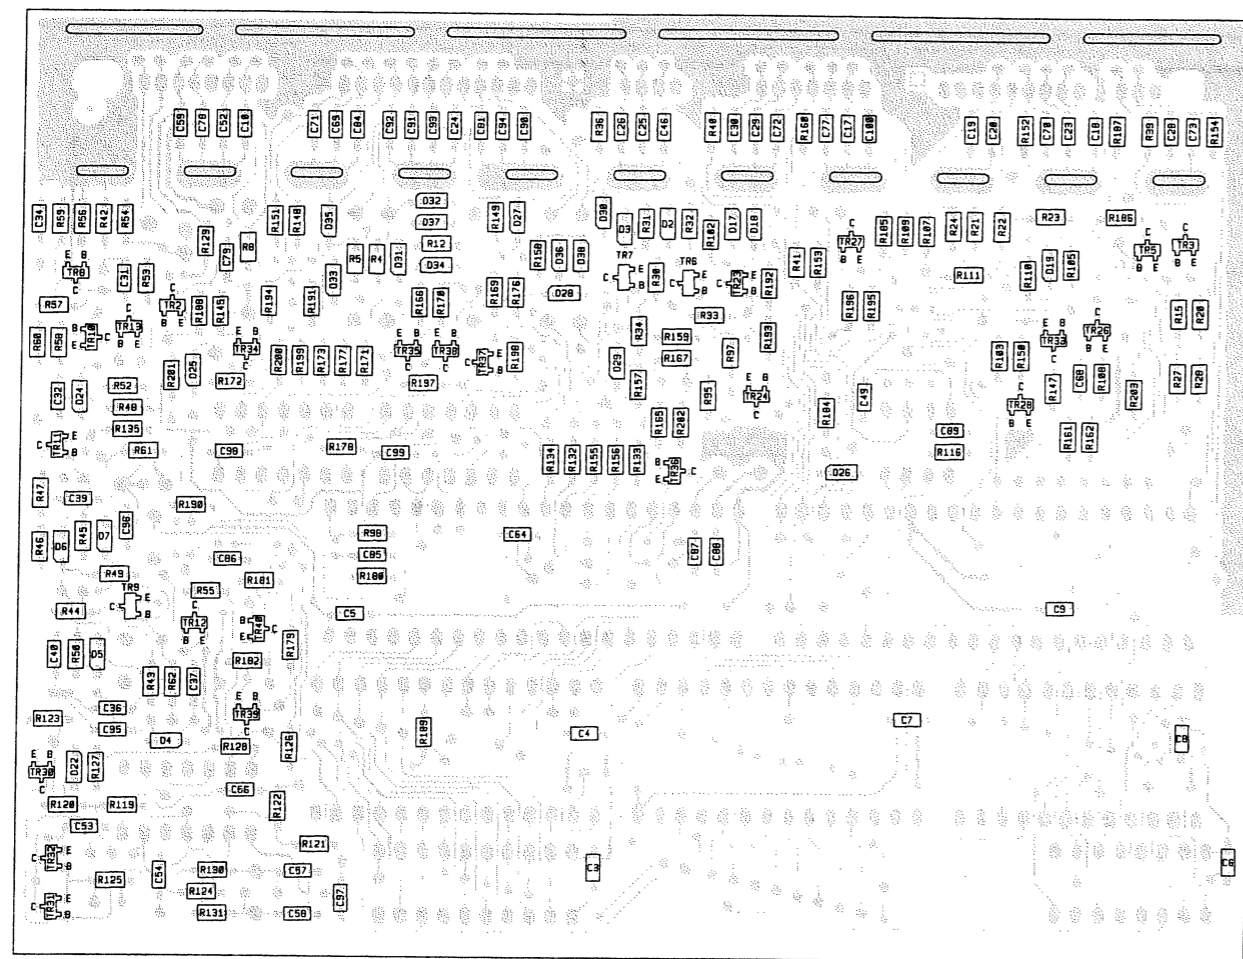 C59 C78 C52 C10 C71 C69 C84 C92 C91 C93 C24 C81 C94 C90 R36 C26 C25 C46 R40 C30 C29 C72 R160 C77 C17 C100 C19 C20 R152 C70 C23 C18 R187 R39 C28 C73 R154
C34 R59 R56 R42 R54 R151 R148 D35 D32 D37 R149 D27 D30 D3 R31 D2 R32 R102 D17 D18 R105 R109 R107 R24 R21 R22 R23 R186
R129 C79 R8 R5 R4 D31 R12 D34 R150 D36 D38 TR7 TR6 R41 R153 C TR27 B E R111 R110 D19 R105 C TR5 B E C TR3 B E
E B TR8 C C31 R53 D33 R169 R176 D28 C E B R30 C E B TR23 E C B R192
R57 C TR2 B E R188 R145 R194 R191 R166 R170 R33 R196 R195 R15 R20
R60 R58 B E TR10 C C TR13 B E E B TR34 C R200 R199 R173 R177 R171 E B TR35 C E B TR38 C TR37 E B C R198 R34 R159 R97 R193 C TR33 B E C TR26 B E
D29 R167 R103 R150
C32 D24 R52 R201 D25 R172 R197 R157 R95 E B TR24 C C49 C TR28 B E R147 C68 R108 R203 R27 R28
R48 R165 R202 R184
R135 C89 R161 R162
C TR11 E B R61 C98 R178 C99 R134 R132 R155 R156 R133 B E TR36 C D26 R116
R47 C39 R190
R46 D6 R45 D7 C96 R98 C64 C87 C88
C86 C85
R49 R181 R180
TR9 C E B R55
R44 C TR12 B E B E TR40 C C5 C9
C40 R50 D5 R182 R179
R43 R62 C37
R123 C36 E B TR39 C C7
C95 R189 C4 C8
D4 R128 R126
E B TR30 C D22 R127
C66
R120 R119 R122
C53
R121
C TR32 E B C54 R130 C57 C3 C6
R125 R124 C97
C TR31 E B R131 C58